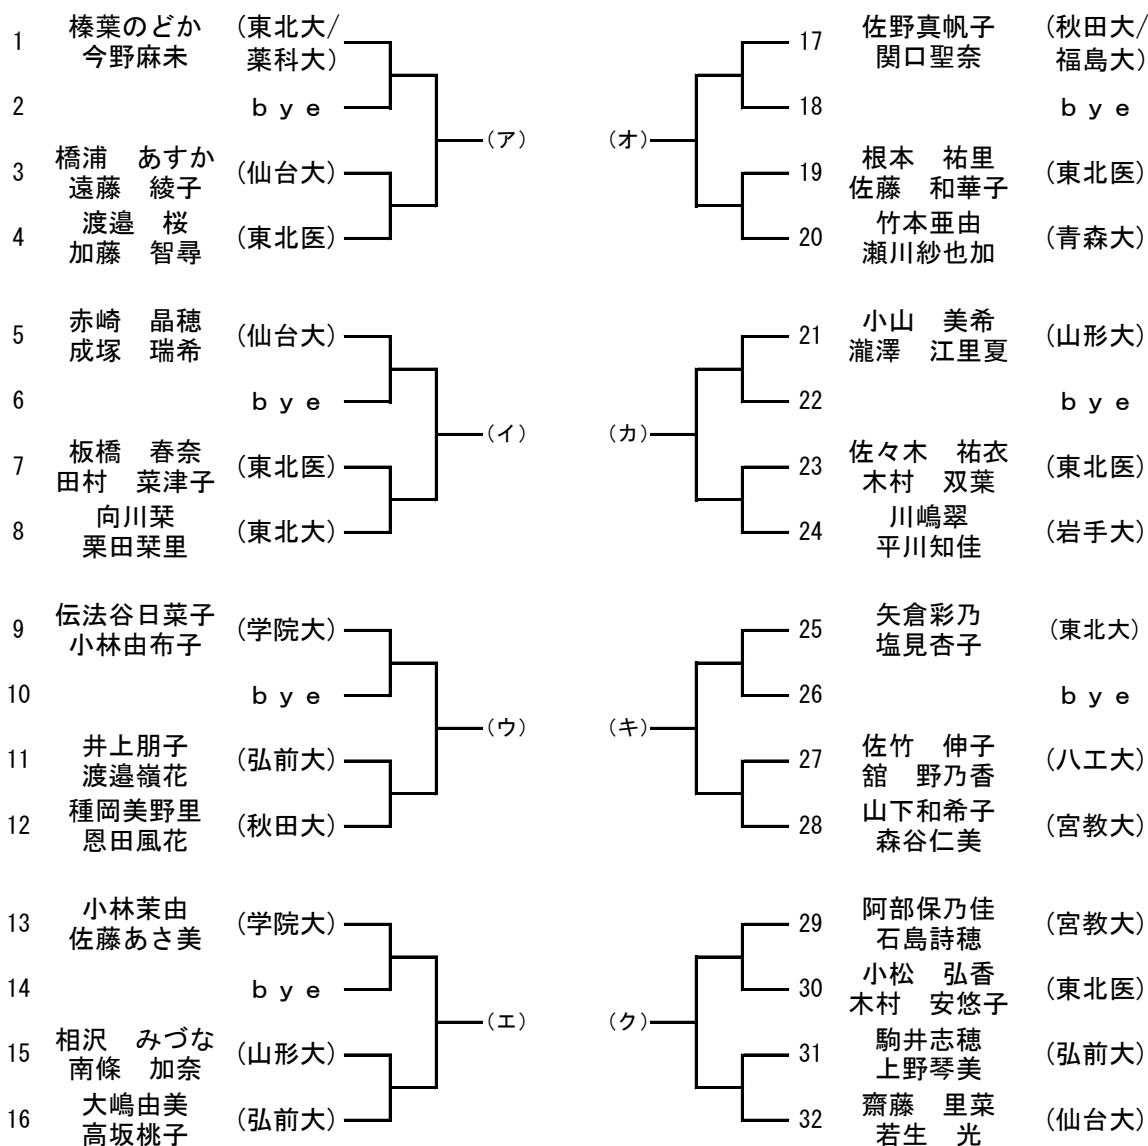 1 榛葉のどか (東北大/
今野麻未 薬科大)
2 ｂｙｅ
(ア)
3 橋浦　あすか (仙台大)
遠藤　綾子
4 渡邉　桜 (東北医)
加藤　智尋
5 赤崎　晶穂 (仙台大)
成塚　瑞希
6 ｂｙｅ
(イ)
7 板橋　春奈 (東北医)
田村　菜津子
8 向川栞 (東北大)
栗田栞里
9 伝法谷日菜子 (学院大)
小林由布子
10 ｂｙｅ
(ウ)
11 井上朋子 (弘前大)
渡邉嶺花
12 種岡美野里 (秋田大)
恩田風花
13 小林茉由 (学院大)
佐藤あさ美
14 ｂｙｅ
(エ)
15 相沢　みづな (山形大)
南條　加奈
16 大嶋由美 (弘前大)
高坂桃子
17 佐野真帆子 (秋田大/
関口聖奈 福島大)
18 ｂｙｅ
(オ)
19 根本　祐里 (東北医)
佐藤　和華子
20 竹本亜由 (青森大)
瀬川紗也加
21 小山　美希 (山形大)
瀧澤　江里夏
22 ｂｙｅ
(カ)
23 佐々木　祐衣 (東北医)
木村　双葉
24 川嶋翠 (岩手大)
平川知佳
25 矢倉彩乃 (東北大)
塩見杏子
26 ｂｙｅ
(キ)
27 佐竹　伸子 (八工大)
舘　野乃香
28 山下和希子 (宮教大)
森谷仁美
29 阿部保乃佳 (宮教大)
石島詩穂
30 小松　弘香 (東北医)
木村　安悠子
(ク)
31 駒井志穂 (弘前大)
上野琴美
32 齋藤　里菜 (仙台大)
若生　光